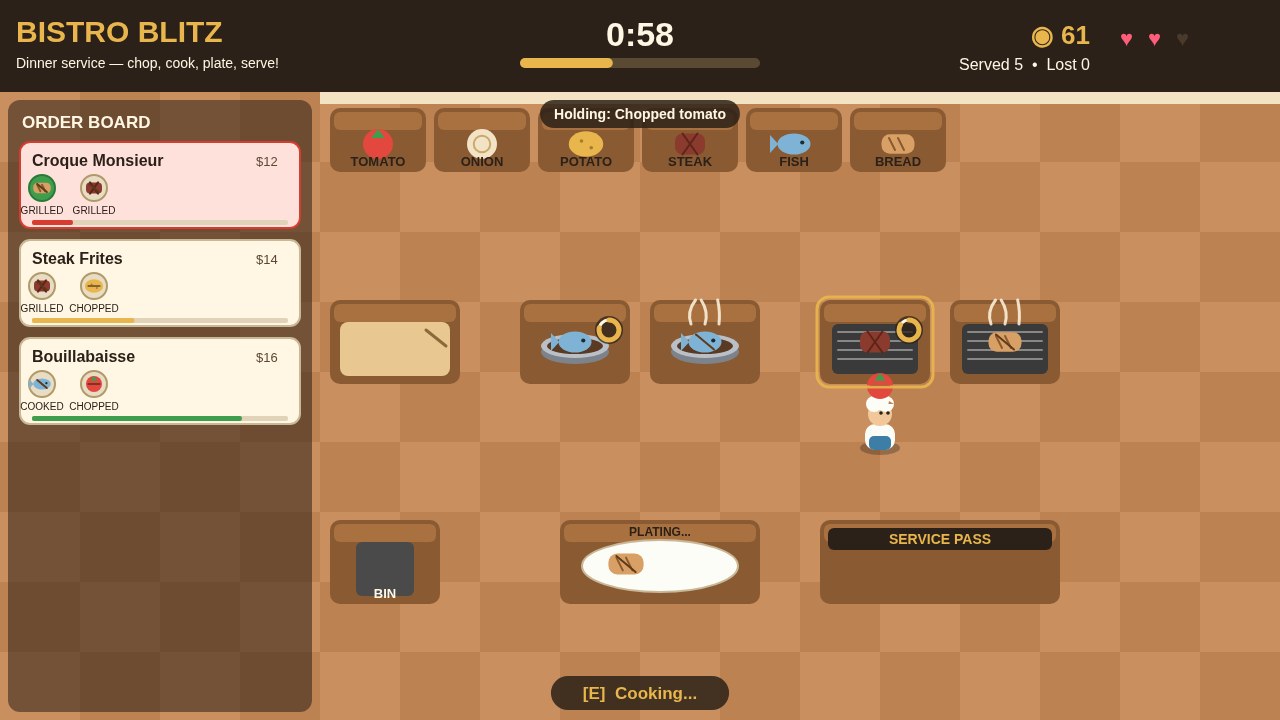 BISTRO BLITZ
Dinner service — chop, cook, plate, serve!
0:58
61
Served 5 • Lost 0
ORDER BOARD
Croque Monsieur $12
GRILLED GRILLED
Steak Frites $14
GRILLED CHOPPED
Bouillabaisse $16
COOKED CHOPPED
Holding: Chopped tomato
TOMATO ONION POTATO STEAK FISH BREAD
BIN
PLATING...
SERVICE PASS
[E] Cooking...